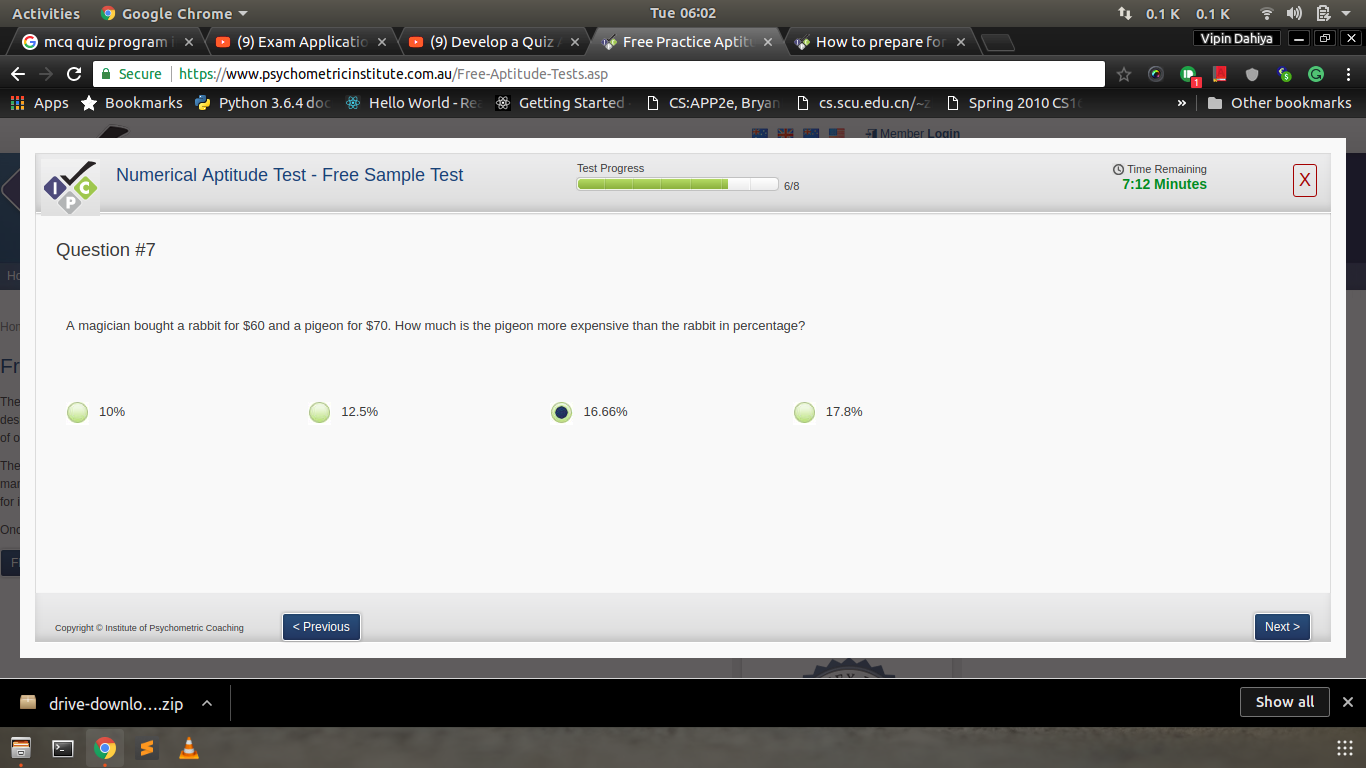 Activities Google Chrome Tue 06:02 0.1 K 0.1 K
mcq quiz program (9) Exam Applicatio (9) Develop a Quiz Free Practice Aptit How to prepare for Vipin Dahiya
Secure https://www.psychometricinstitute.com.au/Free-Aptitude-Tests.asp 1
Apps Bookmarks Python 3.6.4 doc Hello World - Rea Getting Started CS:APP2e, Bryan cs.scu.edu.cn/~z Spring 2010 CS1 » Other bookmarks
Member Login
I P C Numerical Aptitude Test - Free Sample Test Test Progress 6/8 Time Remaining 7:12 Minutes X
Question #7
A magician bought a rabbit for $60 and a pigeon for $70. How much is the pigeon more expensive than the rabbit in percentage?
10% 12.5% 16.66% 17.8%
Copyright © Institute of Psychometric Coaching < Previous Next >
drive-downlo....zip Show all